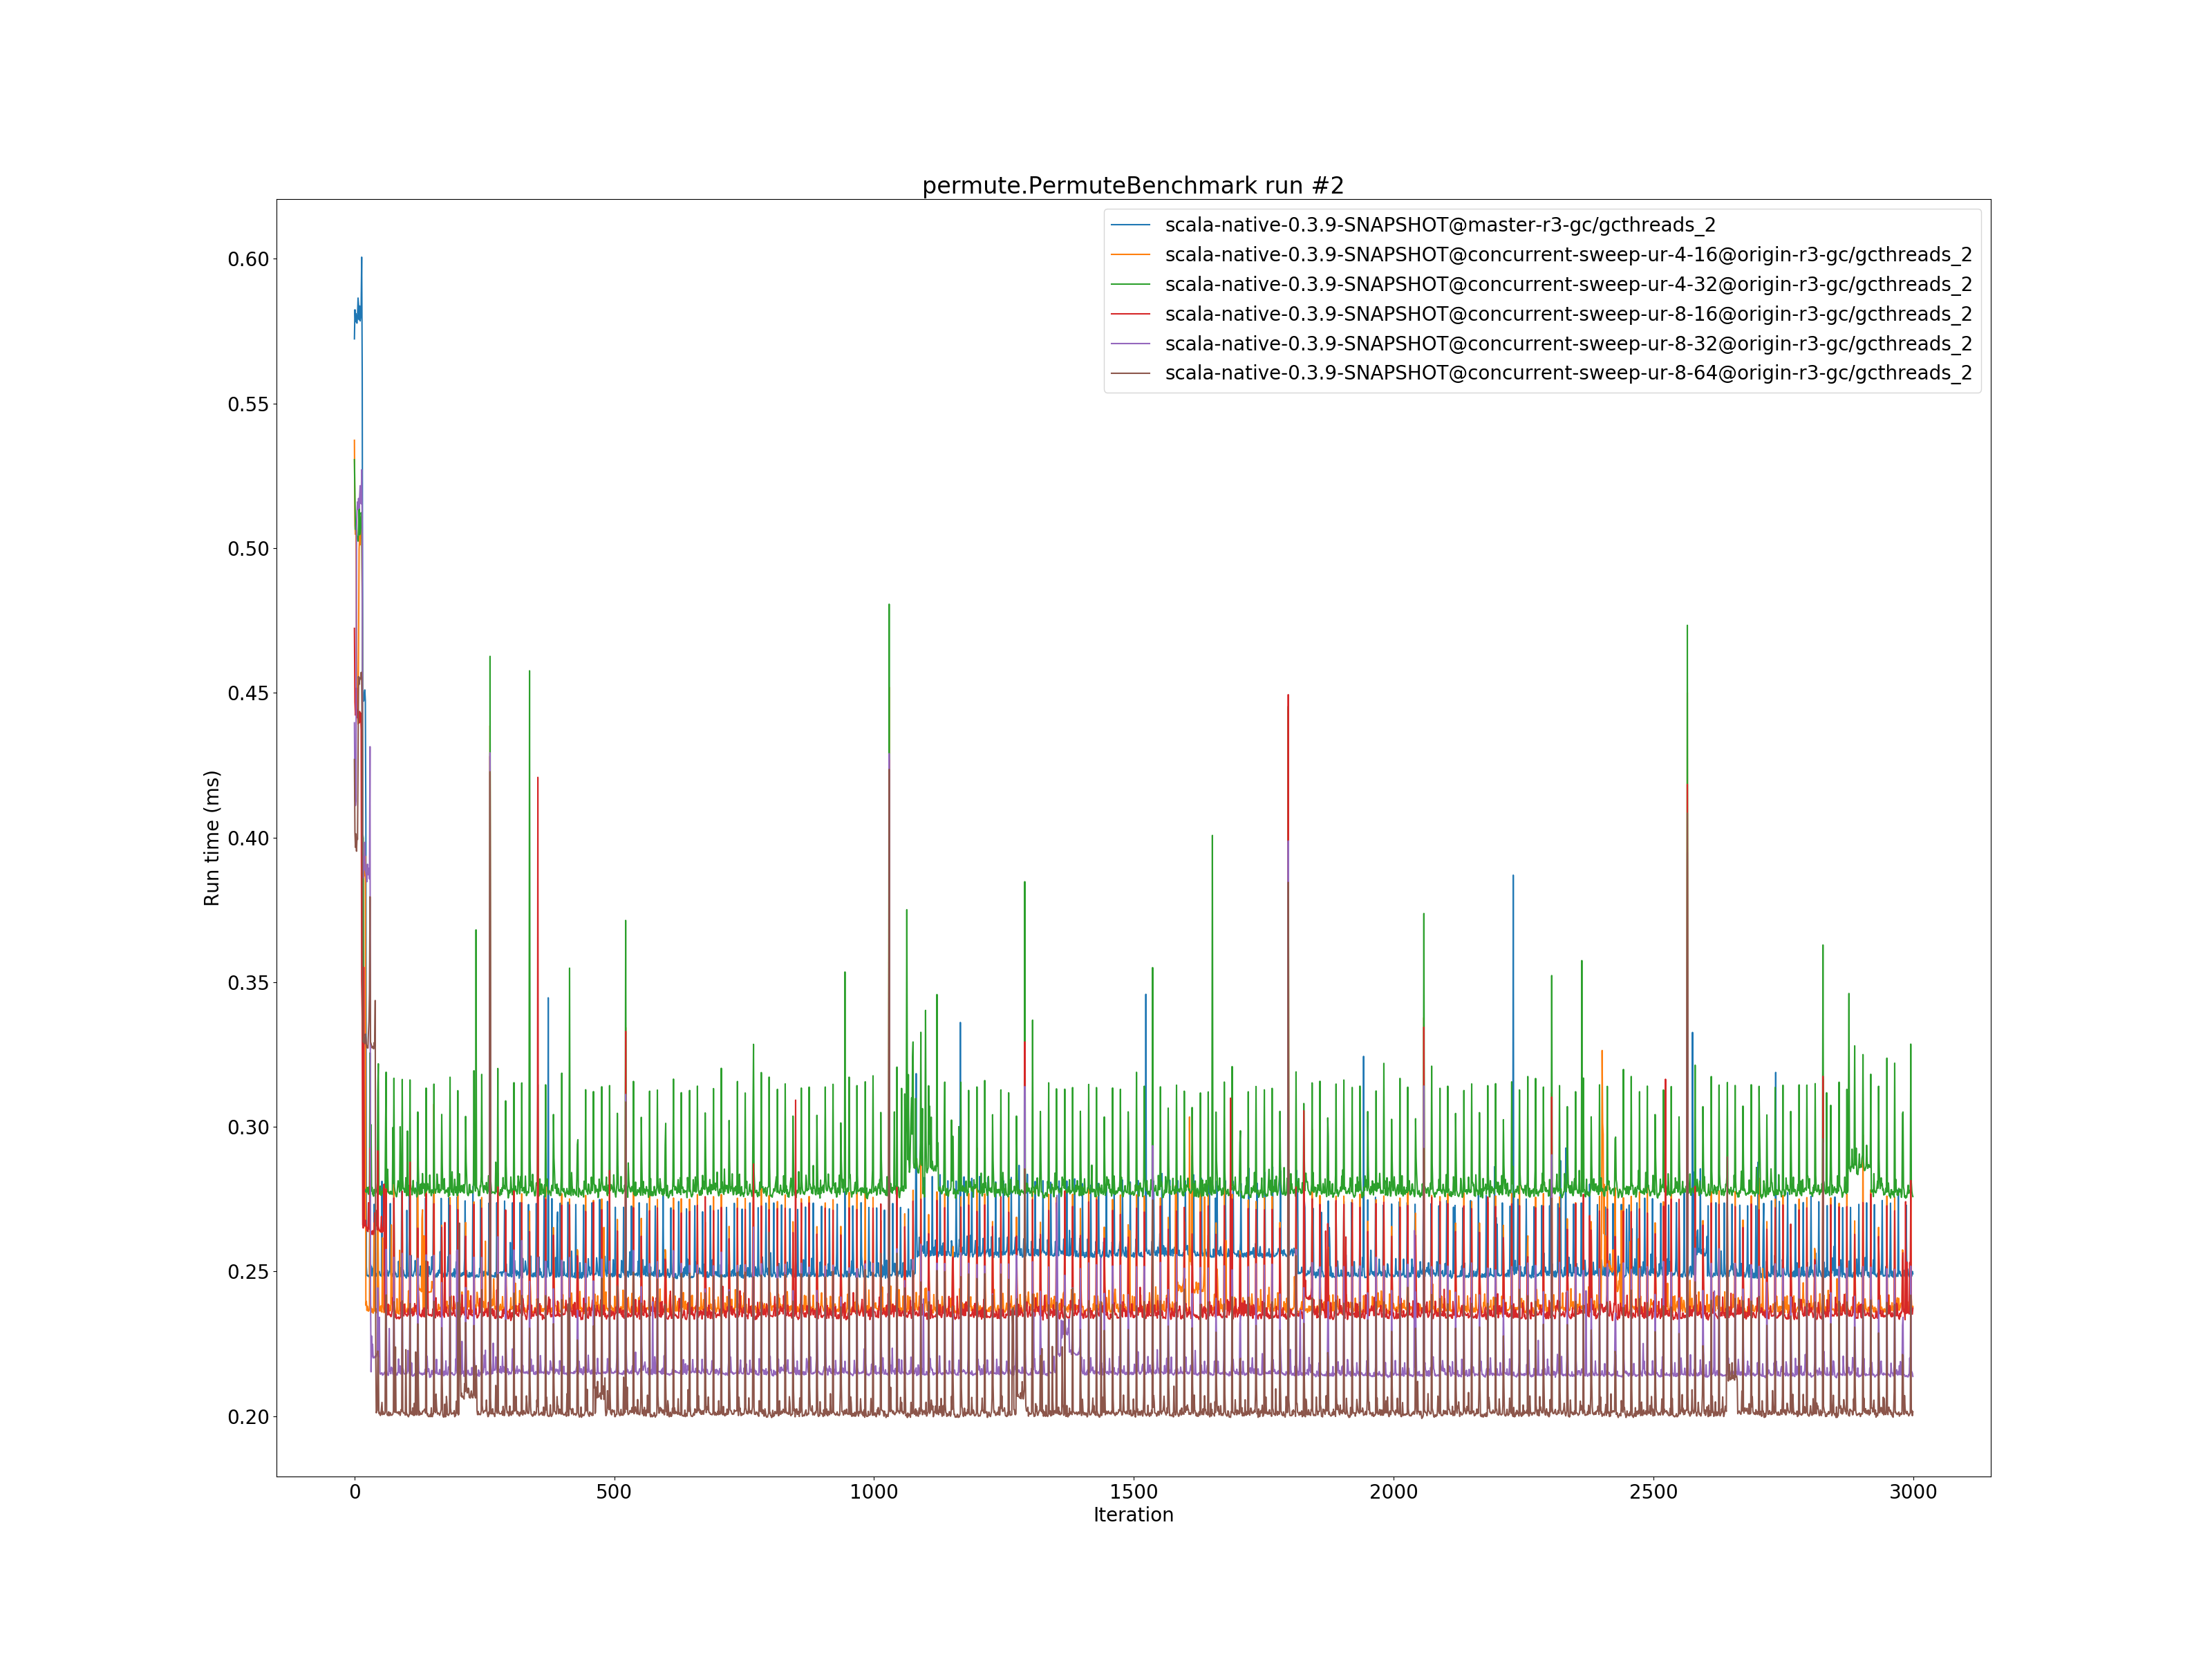 permute.PermuteBenchmark run #2
scala-native-0.3.9-SNAPSHOT@master-r3-gc/gcthreads_2
scala-native-0.3.9-SNAPSHOT@concurrent-sweep-ur-4-16@origin-r3-gc/gcthreads_2
scala-native-0.3.9-SNAPSHOT@concurrent-sweep-ur-4-32@origin-r3-gc/gcthreads_2
scala-native-0.3.9-SNAPSHOT@concurrent-sweep-ur-8-16@origin-r3-gc/gcthreads_2
scala-native-0.3.9-SNAPSHOT@concurrent-sweep-ur-8-32@origin-r3-gc/gcthreads_2
scala-native-0.3.9-SNAPSHOT@concurrent-sweep-ur-8-64@origin-r3-gc/gcthreads_2
0.60
0.55
0.50
0.45
0.40
0.35
0.30
0.25
0.20
Run time (ms)
0 500 1000 1500 2000 2500 3000
Iteration